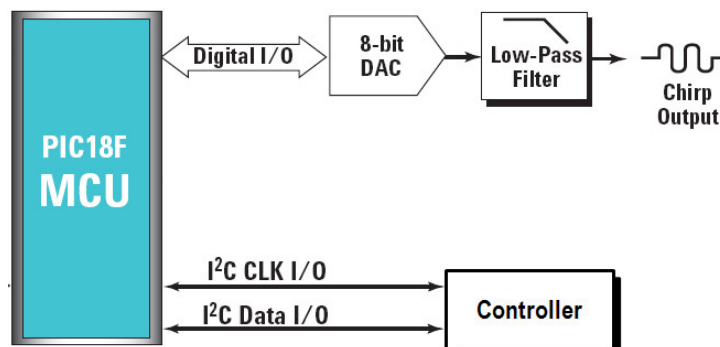 PIC18F
MCU
Digital I/O
8-bit
DAC
Low-Pass
Filter
Chirp
Output
I²C CLK I/O
I²C Data I/O
Controller